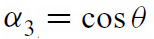 α₃ = cos θ